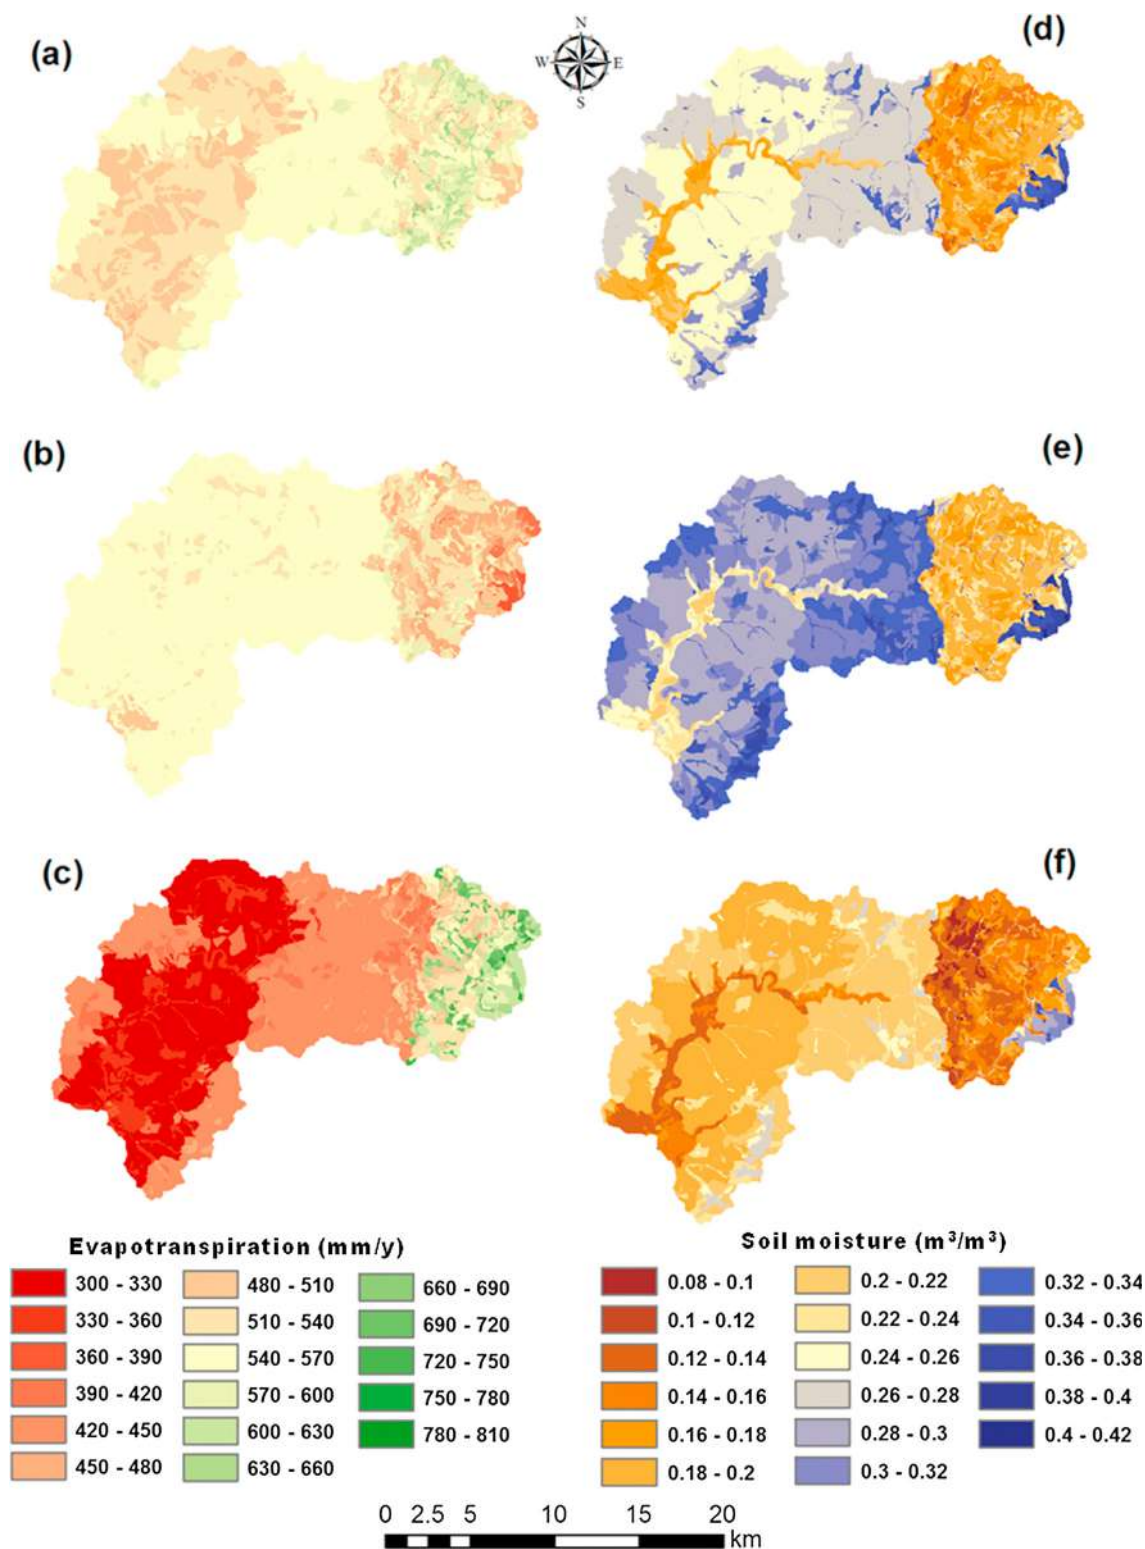 (a)
N
W E
S
(d)
(b)
(e)
(c)
(f)
Evapotranspiration (mm/y)
300 - 330
330 - 360
360 - 390
390 - 420
420 - 450
450 - 480
480 - 510
510 - 540
540 - 570
570 - 600
600 - 630
630 - 660
660 - 690
690 - 720
720 - 750
750 - 780
780 - 810
Soil moisture (m³/m³)
0.08 - 0.1
0.1 - 0.12
0.12 - 0.14
0.14 - 0.16
0.16 - 0.18
0.18 - 0.2
0.2 - 0.22
0.22 - 0.24
0.24 - 0.26
0.26 - 0.28
0.28 - 0.3
0.3 - 0.32
0.32 - 0.34
0.34 - 0.36
0.36 - 0.38
0.38 - 0.4
0.4 - 0.42
0 2.5 5 10 15 20
km